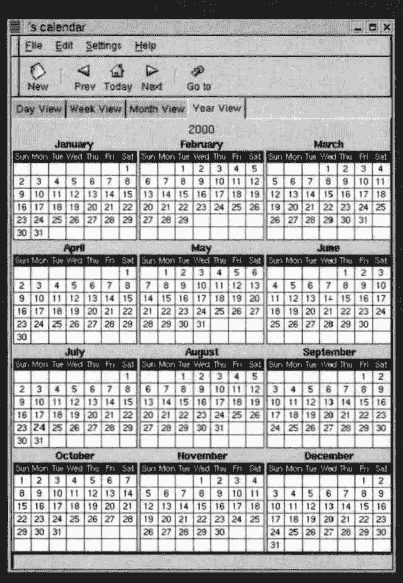 's calendar
File Edit Settings Help
New Prev Today Next Go to
Day View Week View Month View Year View
2000
January February March
Sun Mon Tue Wed Thu Fri Sat Sun Mon Tue Wed Thu Fri Sat Sun Mon Tue Wed Thu Fri Sat
1 1 2 3 4 5 1 2 3 4
2 3 4 5 6 7 8 6 7 8 9 10 11 12 5 6 7 8 9 10 11
9 10 11 12 13 14 15 13 14 15 16 17 18 19 12 13 14 15 16 17 18
16 17 18 19 20 21 22 20 21 22 23 24 25 26 19 20 21 22 23 24 25
23 24 25 26 27 28 29 27 28 29 26 27 28 29 30 31
30 31
April May June
Sun Mon Tue Wed Thu Fri Sat Sun Mon Tue Wed Thu Fri Sat Sun Mon Tue Wed Thu Fri Sat
1 1 2 3 4 5 6 1 2 3
2 3 4 5 6 7 8 7 8 9 10 11 12 13 4 5 6 7 8 9 10
9 10 11 12 13 14 15 14 15 16 17 18 19 20 11 12 13 14 15 16 17
16 17 18 19 20 21 22 21 22 23 24 25 26 27 18 19 20 21 22 23 24
23 24 25 26 27 28 29 28 29 30 31 25 26 27 28 29 30
30
July August September
Sun Mon Tue Wed Thu Fri Sat Sun Mon Tue Wed Thu Fri Sat Sun Mon Tue Wed Thu Fri Sat
1 1 2 3 4 5 1 2
2 3 4 5 6 7 8 6 7 8 9 10 11 12 3 4 5 6 7 8 9
9 10 11 12 13 14 15 13 14 15 16 17 18 19 10 11 12 13 14 15 16
16 17 18 19 20 21 22 20 21 22 23 24 25 26 17 18 19 20 21 22 23
23 24 25 26 27 28 29 27 28 29 30 31 24 25 26 27 28 29 30
30 31
October November December
Sun Mon Tue Wed Thu Fri Sat Sun Mon Tue Wed Thu Fri Sat Sun Mon Tue Wed Thu Fri Sat
1 2 3 4 5 6 7 1 2 3 4 1 2
8 9 10 11 12 13 14 5 6 7 8 9 10 11 3 4 5 6 7 8 9
15 16 17 18 19 20 21 12 13 14 15 16 17 18 10 11 12 13 14 15 16
22 23 24 25 26 27 28 19 20 21 22 23 24 25 17 18 19 20 21 22 23
29 30 31 26 27 28 29 30 24 25 26 27 28 29 30
31